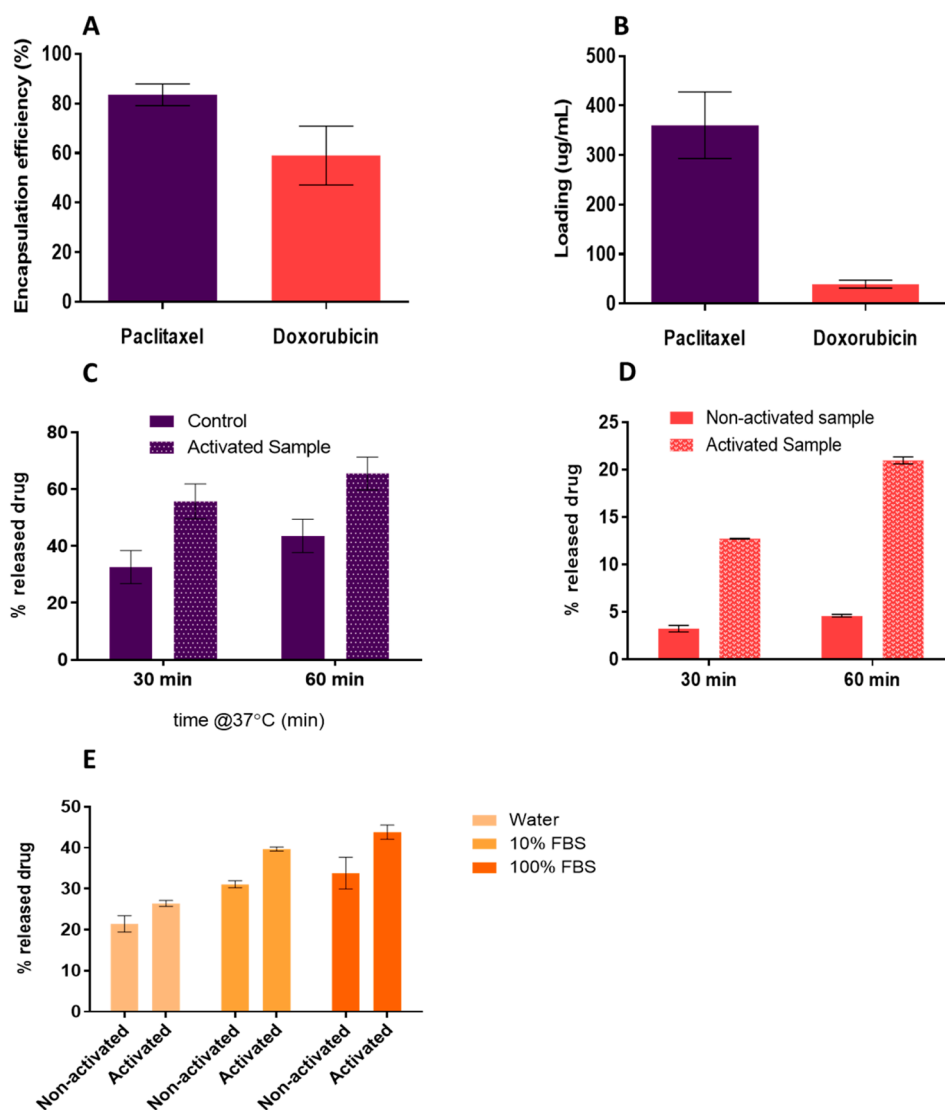 A
Encapsulation efficiency (%)
100
80
60
40
20
0
Paclitaxel
Doxorubicin
B
Loading (ug/mL)
500
400
300
200
100
0
Paclitaxel
Doxorubicin
C
Control
Activated Sample
% released drug
80
60
40
20
0
30 min
60 min
time @37°C (min)
D
Non-activated sample
Activated Sample
% released drug
25
20
15
10
5
0
30 min
60 min
E
% released drug
50
40
30
20
10
0
Non-activated
Activated
Non-activated
Activated
Non-activated
Activated
Water
10% FBS
100% FBS